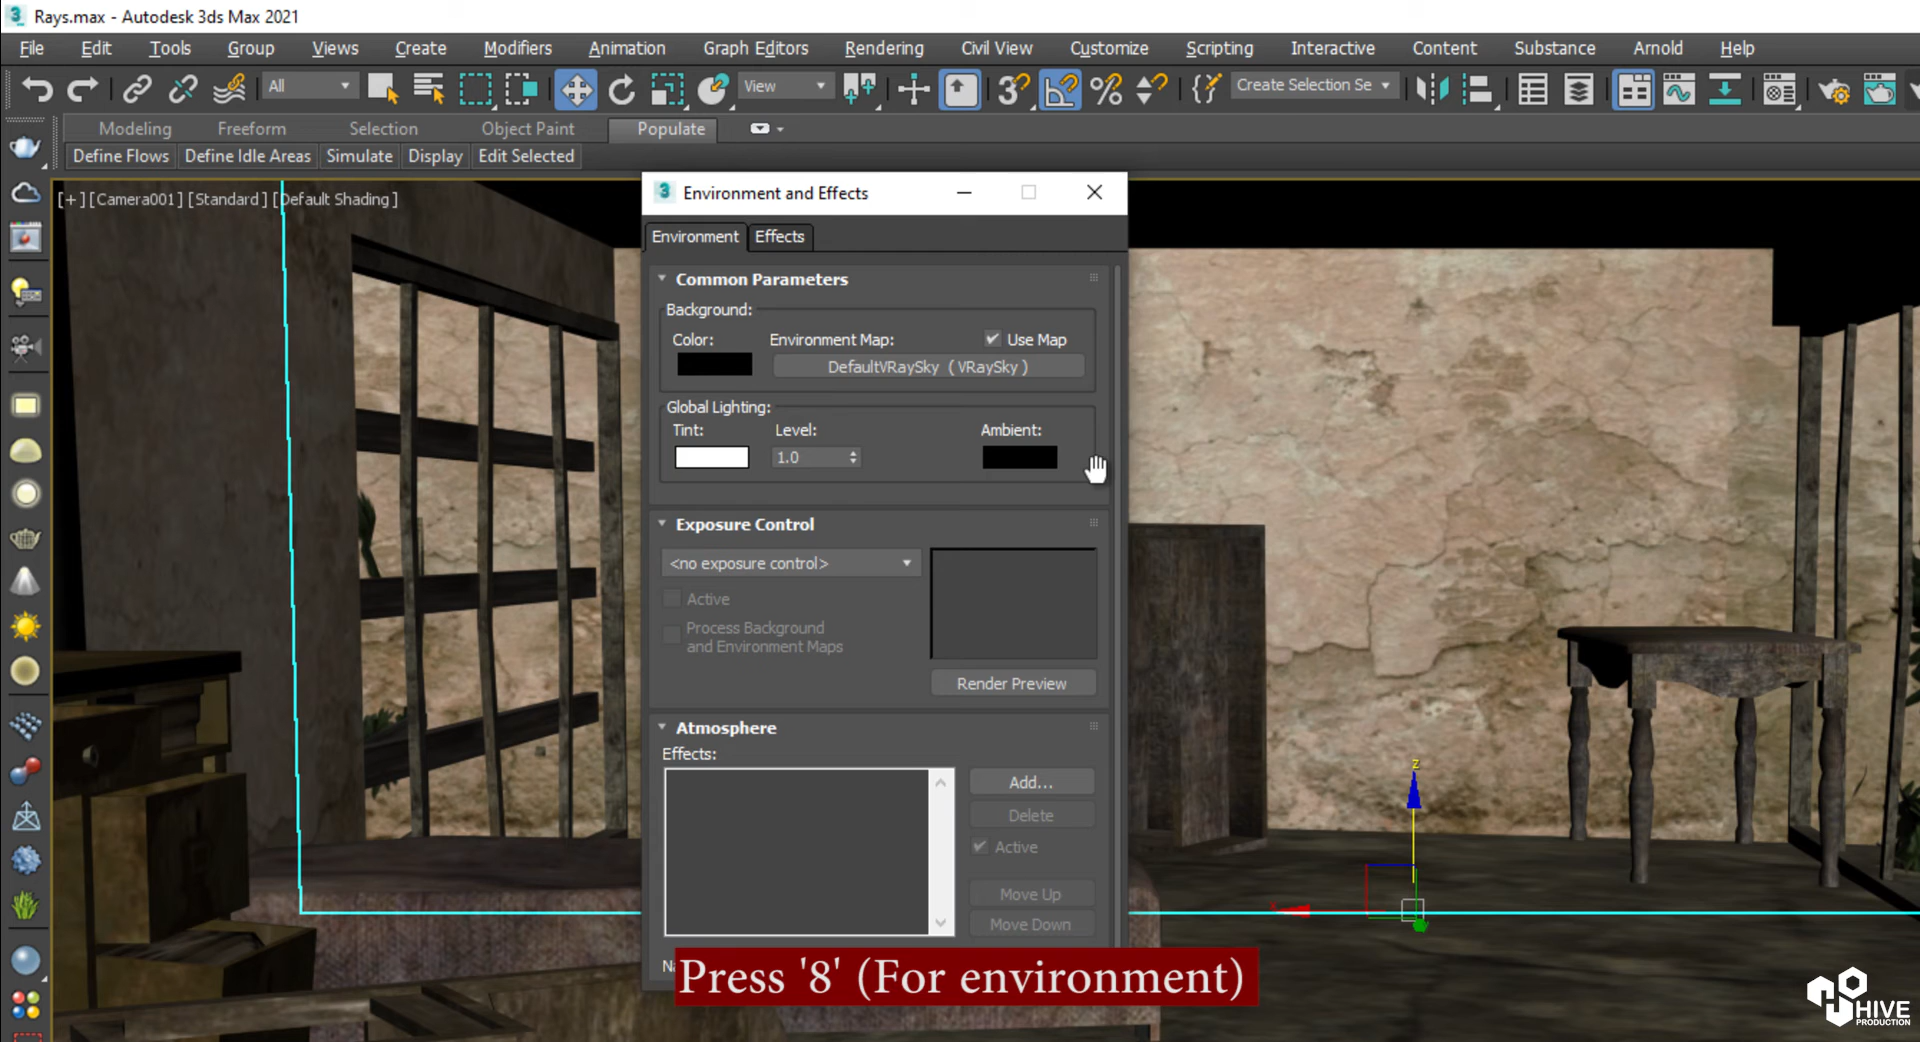 Rays.max - Autodesk 3ds Max 2021
File Edit Tools Group Views Create Modifiers Animation Graph Editors Rendering Civil View Customize Scripting Interactive Content Substance Arnold Help
All View Create Selection Se
Modeling Freeform Selection Object Paint Populate
Define Flows Define Idle Areas Simulate Display Edit Selected
[+] [Camera001] [Standard] [Default Shading]
Environment and Effects
Environment Effects
Common Parameters
Background:
Color: Environment Map: Use Map
DefaultVRaySky ( VRaySky )
Global Lighting:
Tint: Level: Ambient:
1.0
Exposure Control
<no exposure control>
Active
Process Background
and Environment Maps
Render Preview
Atmosphere
Effects:
Add...
Delete
Active
Move Up
Move Down
z
x
Press '8' (For environment)
HIVE
PRODUCTION